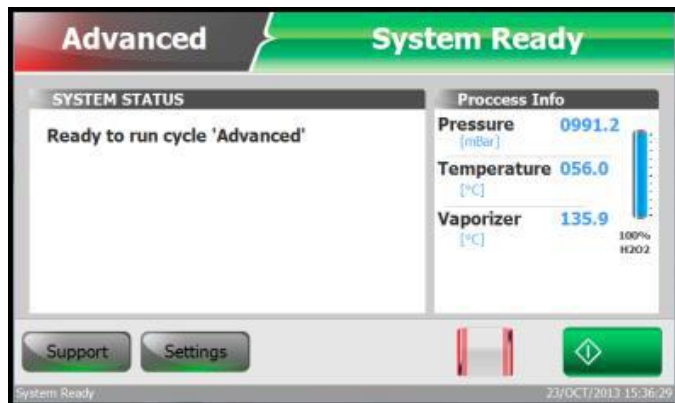 Advanced
System Ready
SYSTEM STATUS
Ready to run cycle 'Advanced'
Proccess Info
Pressure 0991.2
[mBar]
Temperature 056.0
[°C]
Vaporizer 135.9
[°C]
100%
H2O2
Support
Settings
System Ready
23/OCT/2013 15:36:29